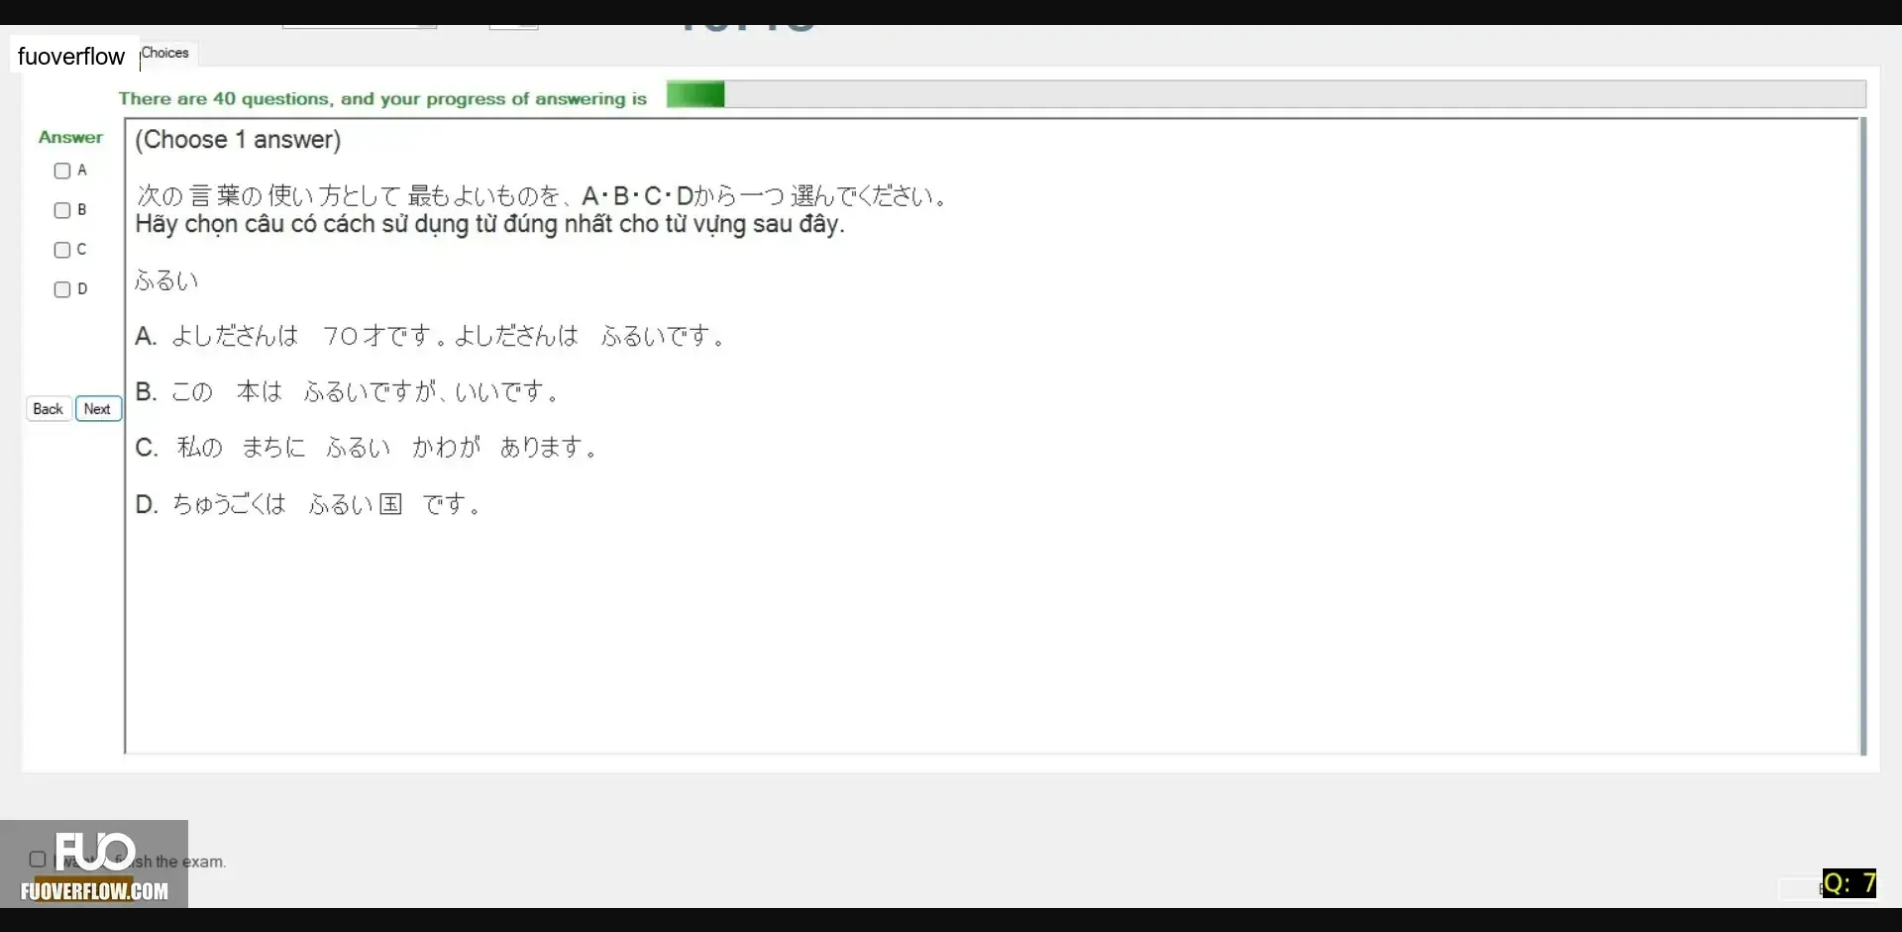 fuoverflow
Choices
There are 40 questions, and your progress of answering is
Answer
A
B
C
D
Back
Next
(Choose 1 answer)
次の言葉の使い方として最もよいものを、A・B・C・Dから一つ選んでください。
Hãy chọn câu có cách sử dụng từ đúng nhất cho từ vựng sau đây.
ふるい
A. よしださんは 70才です。よしださんは ふるいです。
B. この 本は ふるいですが、いいです。
C. 私の まちに ふるい かわが あります。
D. ちゅうごくは ふるい国 です。
FUO
finish the exam.
FUOVERFLOW.COM
Q: 7